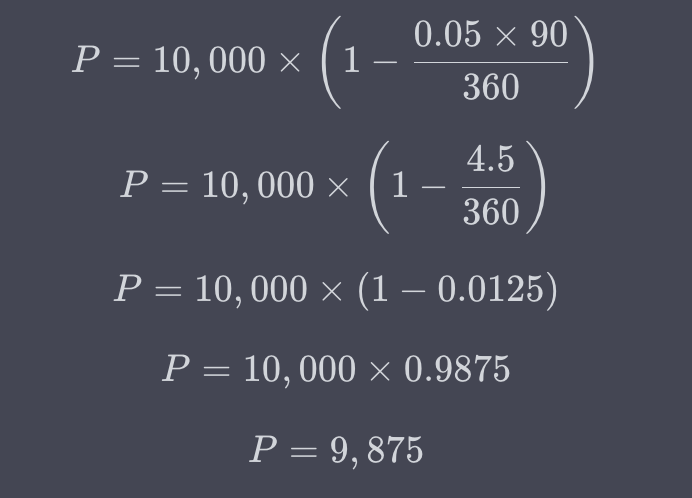 P = 10,000 × (1 − 0.05 × 90 / 360)
P = 10,000 × (1 − 4.5 / 360)
P = 10,000 × (1 − 0.0125)
P = 10,000 × 0.9875
P = 9,875